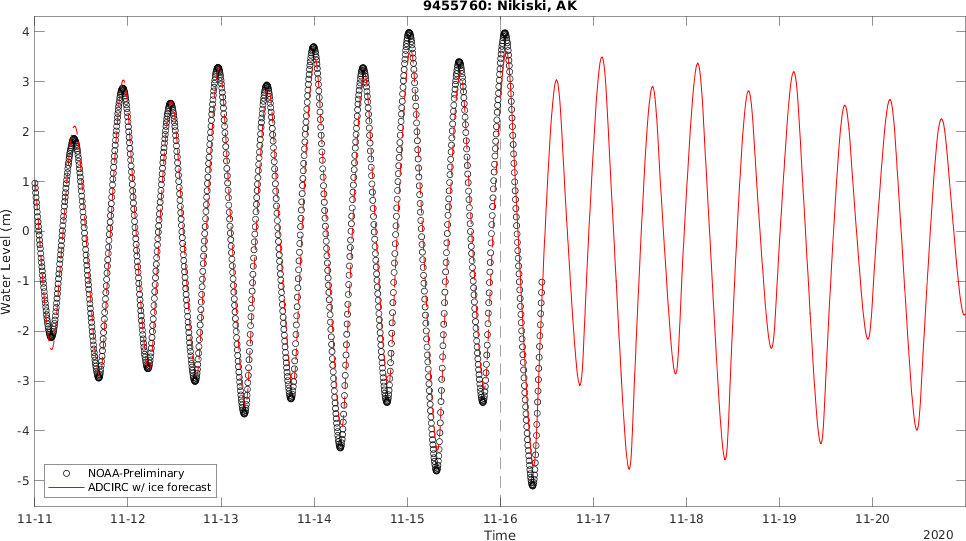 9455760: Nikiski, AK
4
3
2
1
0
-1
-2
-3
-4
-5
Water Level (m)
NOAA-Preliminary
ADCIRC w/ ice forecast
11-11 11-12 11-13 11-14 11-15 11-16 11-17 11-18 11-19 11-20
Time
2020